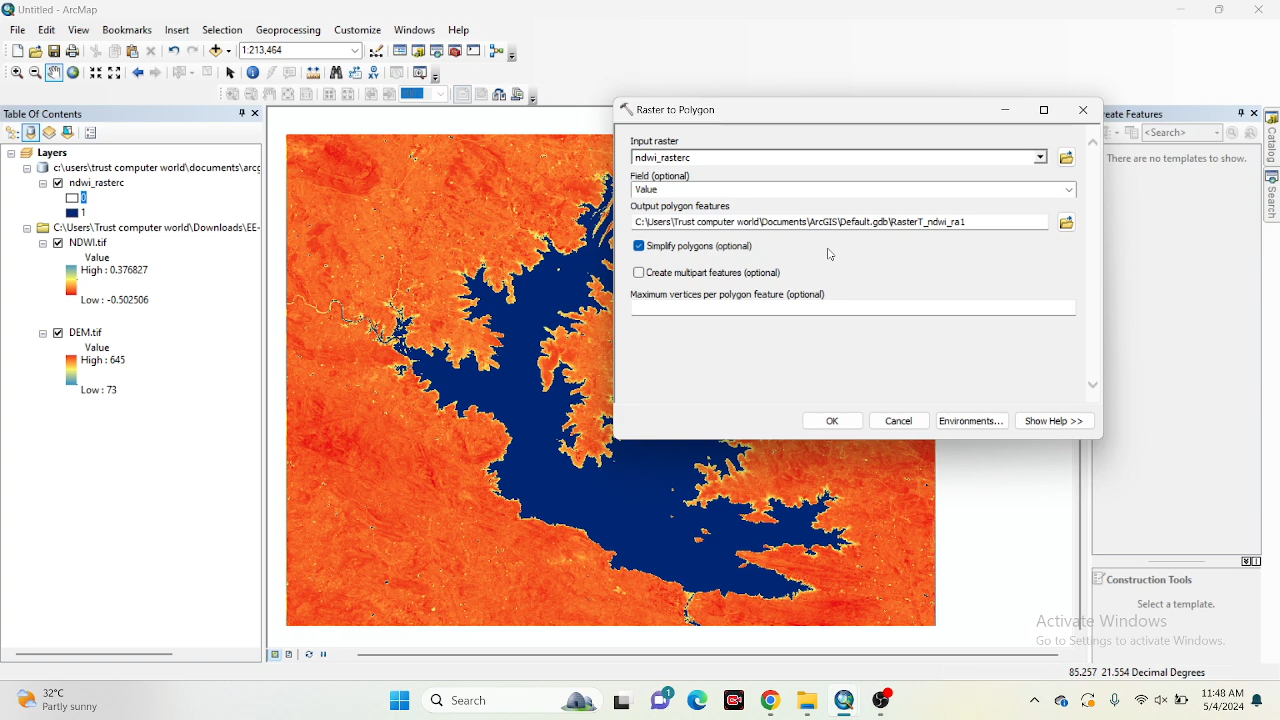 Untitled - ArcMap
File Edit View Bookmarks Insert Selection Geoprocessing Customize Windows Help
1:213,464
Table Of Contents
Layers
c:\users\trust computer world\documents\arcg
ndwi_rasterc
0
1
C:\Users\Trust computer world\Downloads\EE-
NDWI.tif
Value
High : 0.376827
Low : -0.502506
DEM.tif
Value
High : 645
Low : 73
Raster to Polygon
Input raster
ndwi_rasterc
Field (optional)
Value
Output polygon features
C:\Users\Trust computer world\Documents\ArcGIS\Default.gdb\RasterT_ndwi_ra1
Simplify polygons (optional)
Create multipart features (optional)
Maximum vertices per polygon feature (optional)
OK Cancel Environments... Show Help >>
reate Features
<Search>
There are no templates to show.
Catalog
Search
Construction Tools
Select a template.
Activate Windows
Go to Settings to activate Windows.
85.257 21.554 Decimal Degrees
32°C
Partly sunny
Search
1
11:48 AM
5/4/2024